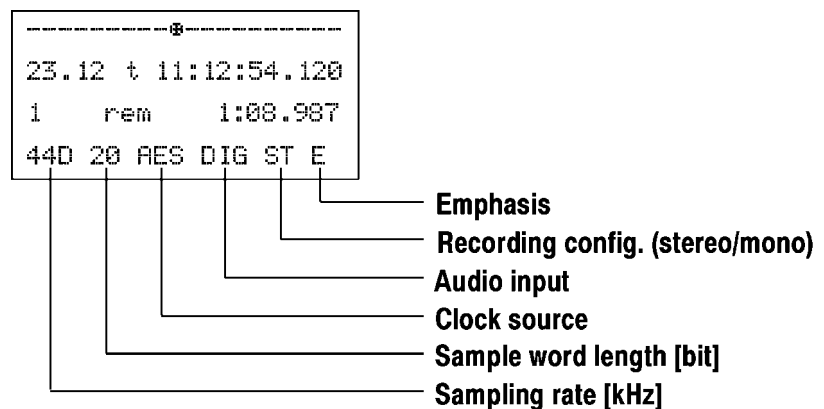 23.12 t 11:12:54.120
1 rem 1:08.987
44D 20 AES DIG ST E
Emphasis
Recording config. (stereo/mono)
Audio input
Clock source
Sample word length [bit]
Sampling rate [kHz]